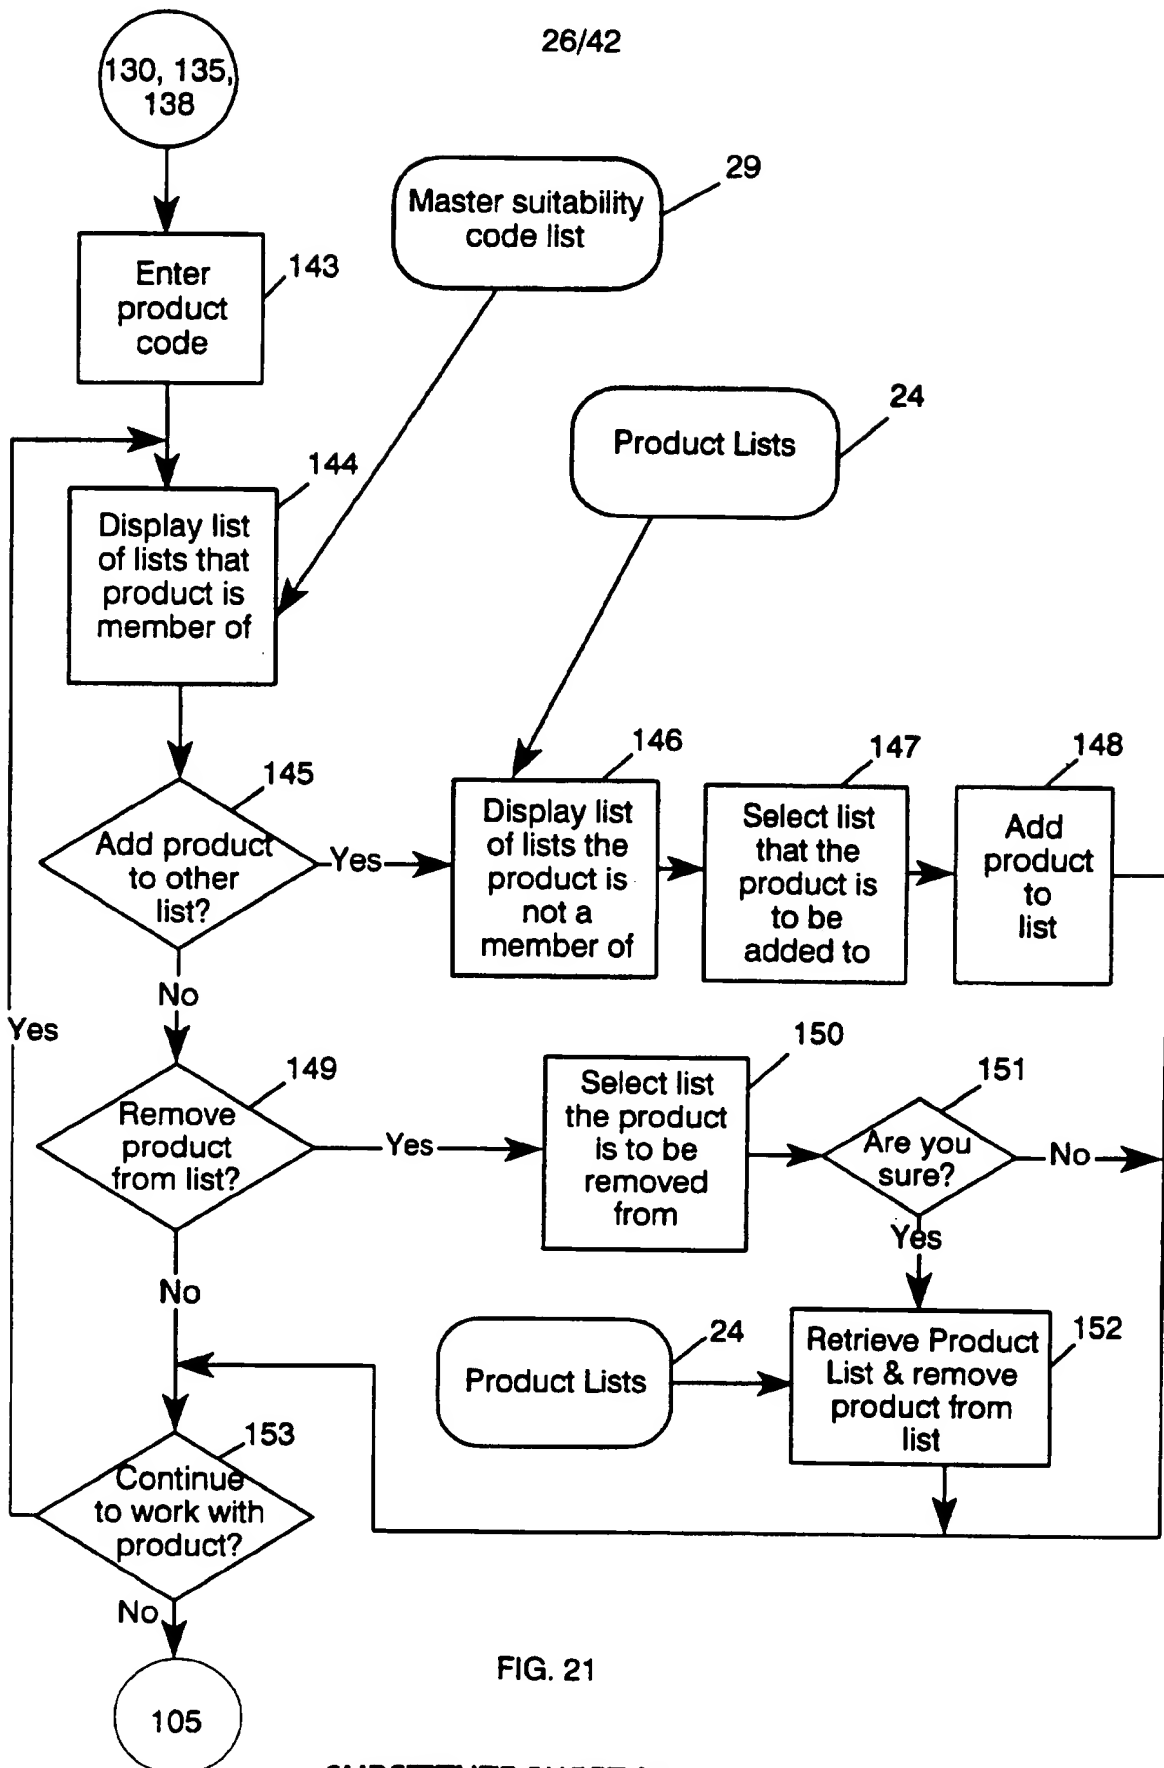 26/42
130, 135,
138
Master suitability
code list
29
Enter
product
code
143
Product Lists
24
144
Display list
of lists that
product is
member of
145
Add product
to other
list?
Yes
146
Display list
of lists the
product is
not a
member of
147
Select list
that the
product is
to be
added to
148
Add
product
to
list
No
Yes
149
Remove
product
from list?
Yes
150
Select list
the product
is to be
removed
from
151
Are you
sure?
No
Yes
No
Product Lists
24
Retrieve Product
List & remove
product from
list
152
153
Continue
to work with
product?
No
FIG. 21
105